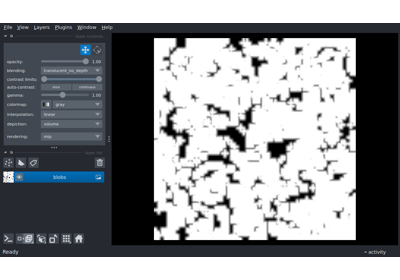 File View Layers Plugins Window Help
opacity: 1.00
blending: translucent_no_depth
contrast limits:
auto-contrast: once continuous
gamma: 1.00
colormap: gray
interpolation: linear
depiction: volume
rendering: mip
blobs
Ready activity